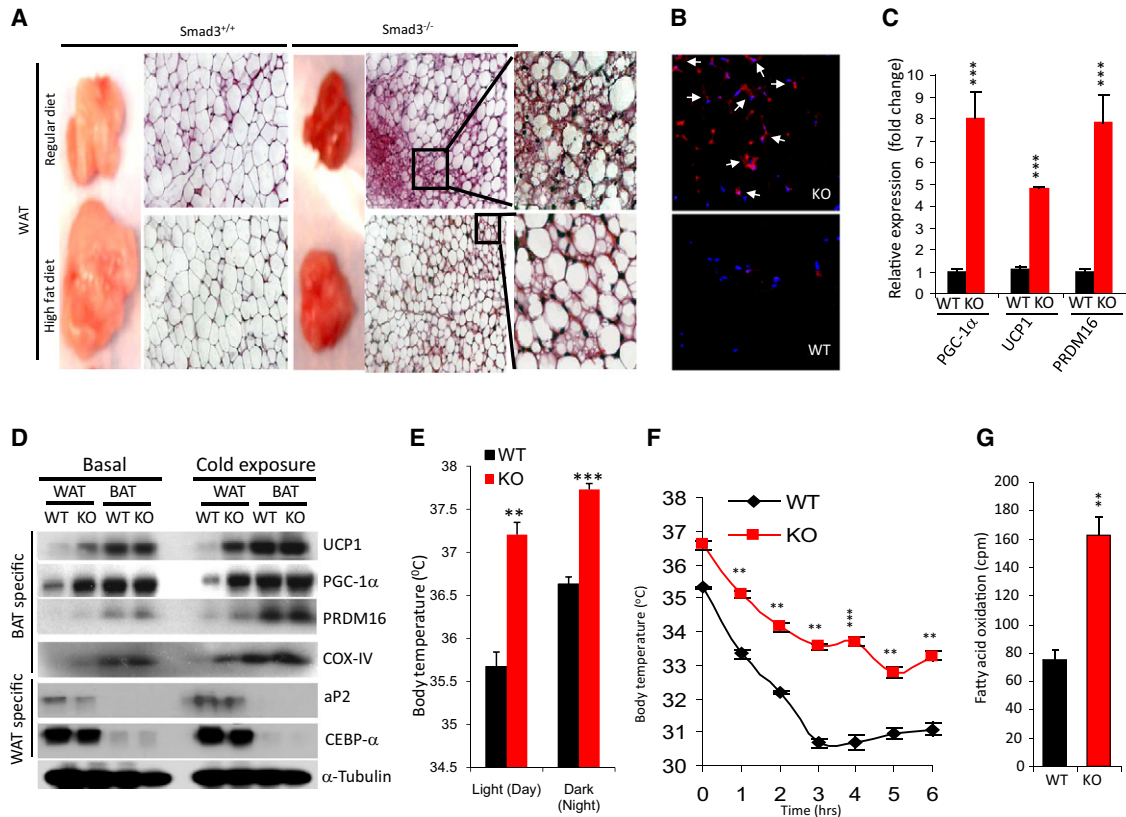 A
Smad3+/+
Smad3-/-
WAT
Regular diet
High fat diet
B
KO
WT
C
Relative expression (fold change)
10
9
8
7
6
5
4
3
2
1
0
***
***
***
WT KO
WT KO
WT KO
PGC-1α
UCP1
PRDM16
D
Basal
Cold exposure
WAT
BAT
WAT
BAT
WT KO
WT KO
WT KO
WT KO
BAT specific
UCP1
PGC-1α
PRDM16
COX-IV
WAT specific
aP2
CEBP-α
α-Tubulin
E
WT
KO
Body temperature (⁰C)
38
37.5
37
36.5
36
35.5
35
34.5
**
***
Light (Day)
Dark
(Night)
F
WT
KO
Body temperature (°C)
38
37
36
35
34
33
31
30
**
**
**
***
**
**
0 1 2 3 4 5 6
Time (hrs)
G
Fatty acid oxidation (cpm)
200
180
160
140
120
100
80
60
40
20
0
**
WT
KO